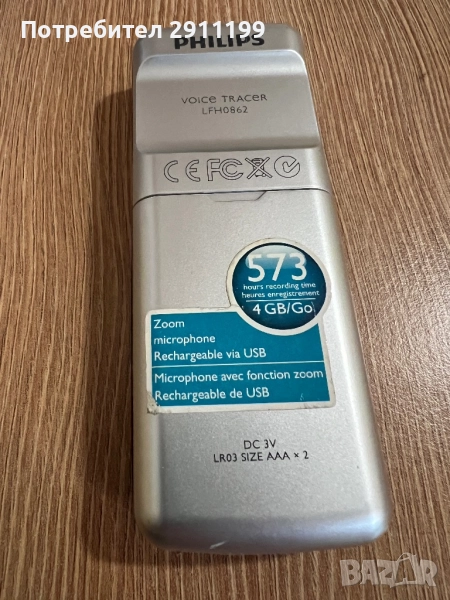 Потребител 2911199
PHILIPS
VOICE TRACER
LFH0862
CE FC
573
hours recording time
heures enregistrement
4 GB/Go
Zoom
microphone
Rechargeable via USB
Microphone avec fonction zoom
Rechargeable de USB
DC 3V
LR03 SIZE AAA × 2
BAZAR